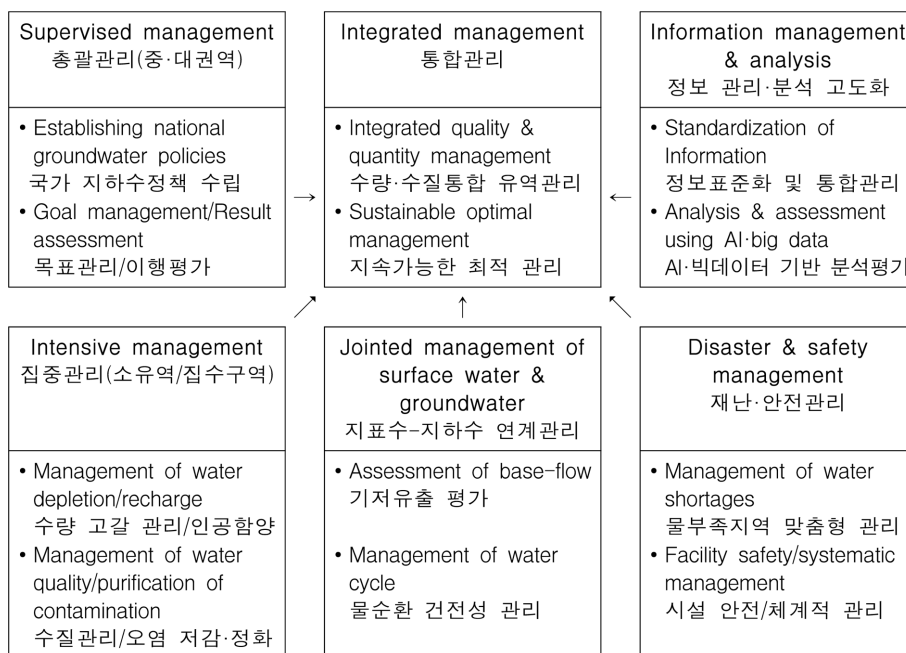 Supervised management
총괄관리(중·대권역)
• Establishing national
groundwater policies
국가 지하수정책 수립
• Goal management/Result
assessment
목표관리/이행평가
→
Integrated management
통합관리
• Integrated quality &
quantity management
수량·수질통합 유역관리
• Sustainable optimal
management
지속가능한 최적 관리
←
Information management
& analysis
정보 관리·분석 고도화
• Standardization of
Information
정보표준화 및 통합관리
• Analysis & assessment
using AI·big data
AI·빅데이터 기반 분석평가
↗
↑
↖
Intensive management
집중관리(소유역/집수구역)
• Management of water
depletion/recharge
수량 고갈 관리/인공함양
• Management of water
quality/purification of
contamination
수질관리/오염 저감·정화
Jointed management of
surface water &
groundwater
지표수-지하수 연계관리
• Assessment of base-flow
기저유출 평가
• Management of water
cycle
물순환 건전성 관리
Disaster & safety
management
재난·안전관리
• Management of water
shortages
물부족지역 맞춤형 관리
• Facility safety/systematic
management
시설 안전/체계적 관리